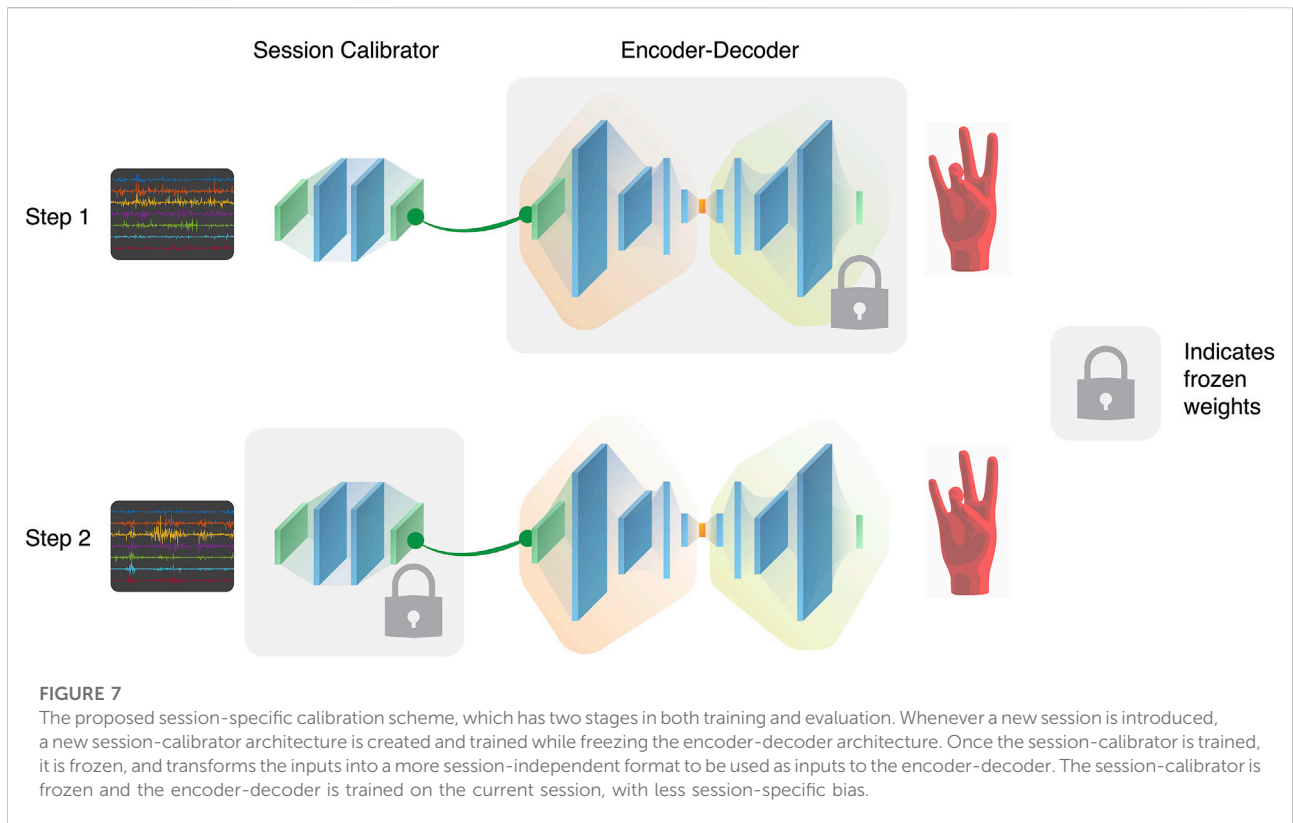 Session Calibrator
Encoder-Decoder
Step 1
Indicates
frozen
weights
Step 2
FIGURE 7
The proposed session-specific calibration scheme, which has two stages in both training and evaluation. Whenever a new session is introduced,
a new session-calibrator architecture is created and trained while freezing the encoder-decoder architecture. Once the session-calibrator is trained,
it is frozen, and transforms the inputs into a more session-independent format to be used as inputs to the encoder-decoder. The session-calibrator is
frozen and the encoder-decoder is trained on the current session, with less session-specific bias.